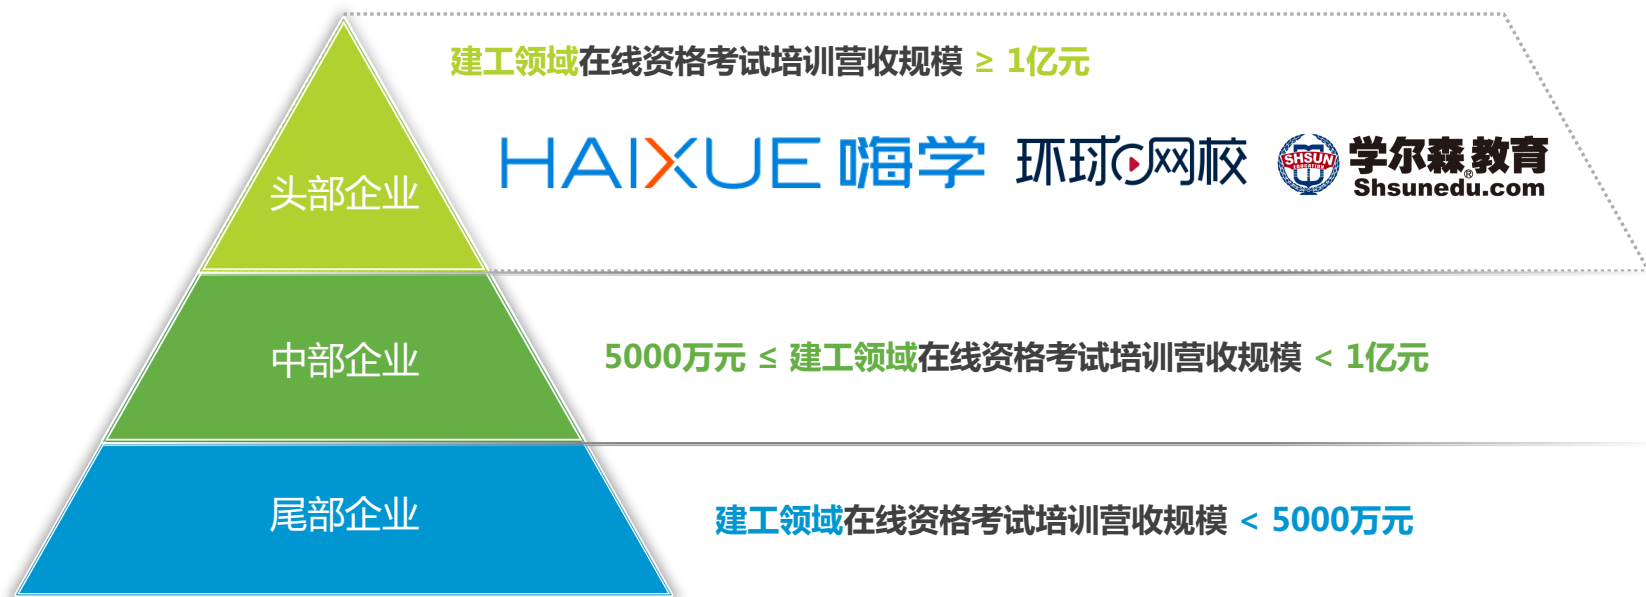 建工领域在线资格考试培训营收规模 ≥ 1亿元
HAIXUE 嗨学 环球网校 SHSUN EDUCATION 学尔森教育®
Shsunedu.com
头部企业
中部企业
5000万元 ≤ 建工领域在线资格考试培训营收规模 < 1亿元
尾部企业
建工领域在线资格考试培训营收规模 < 5000万元